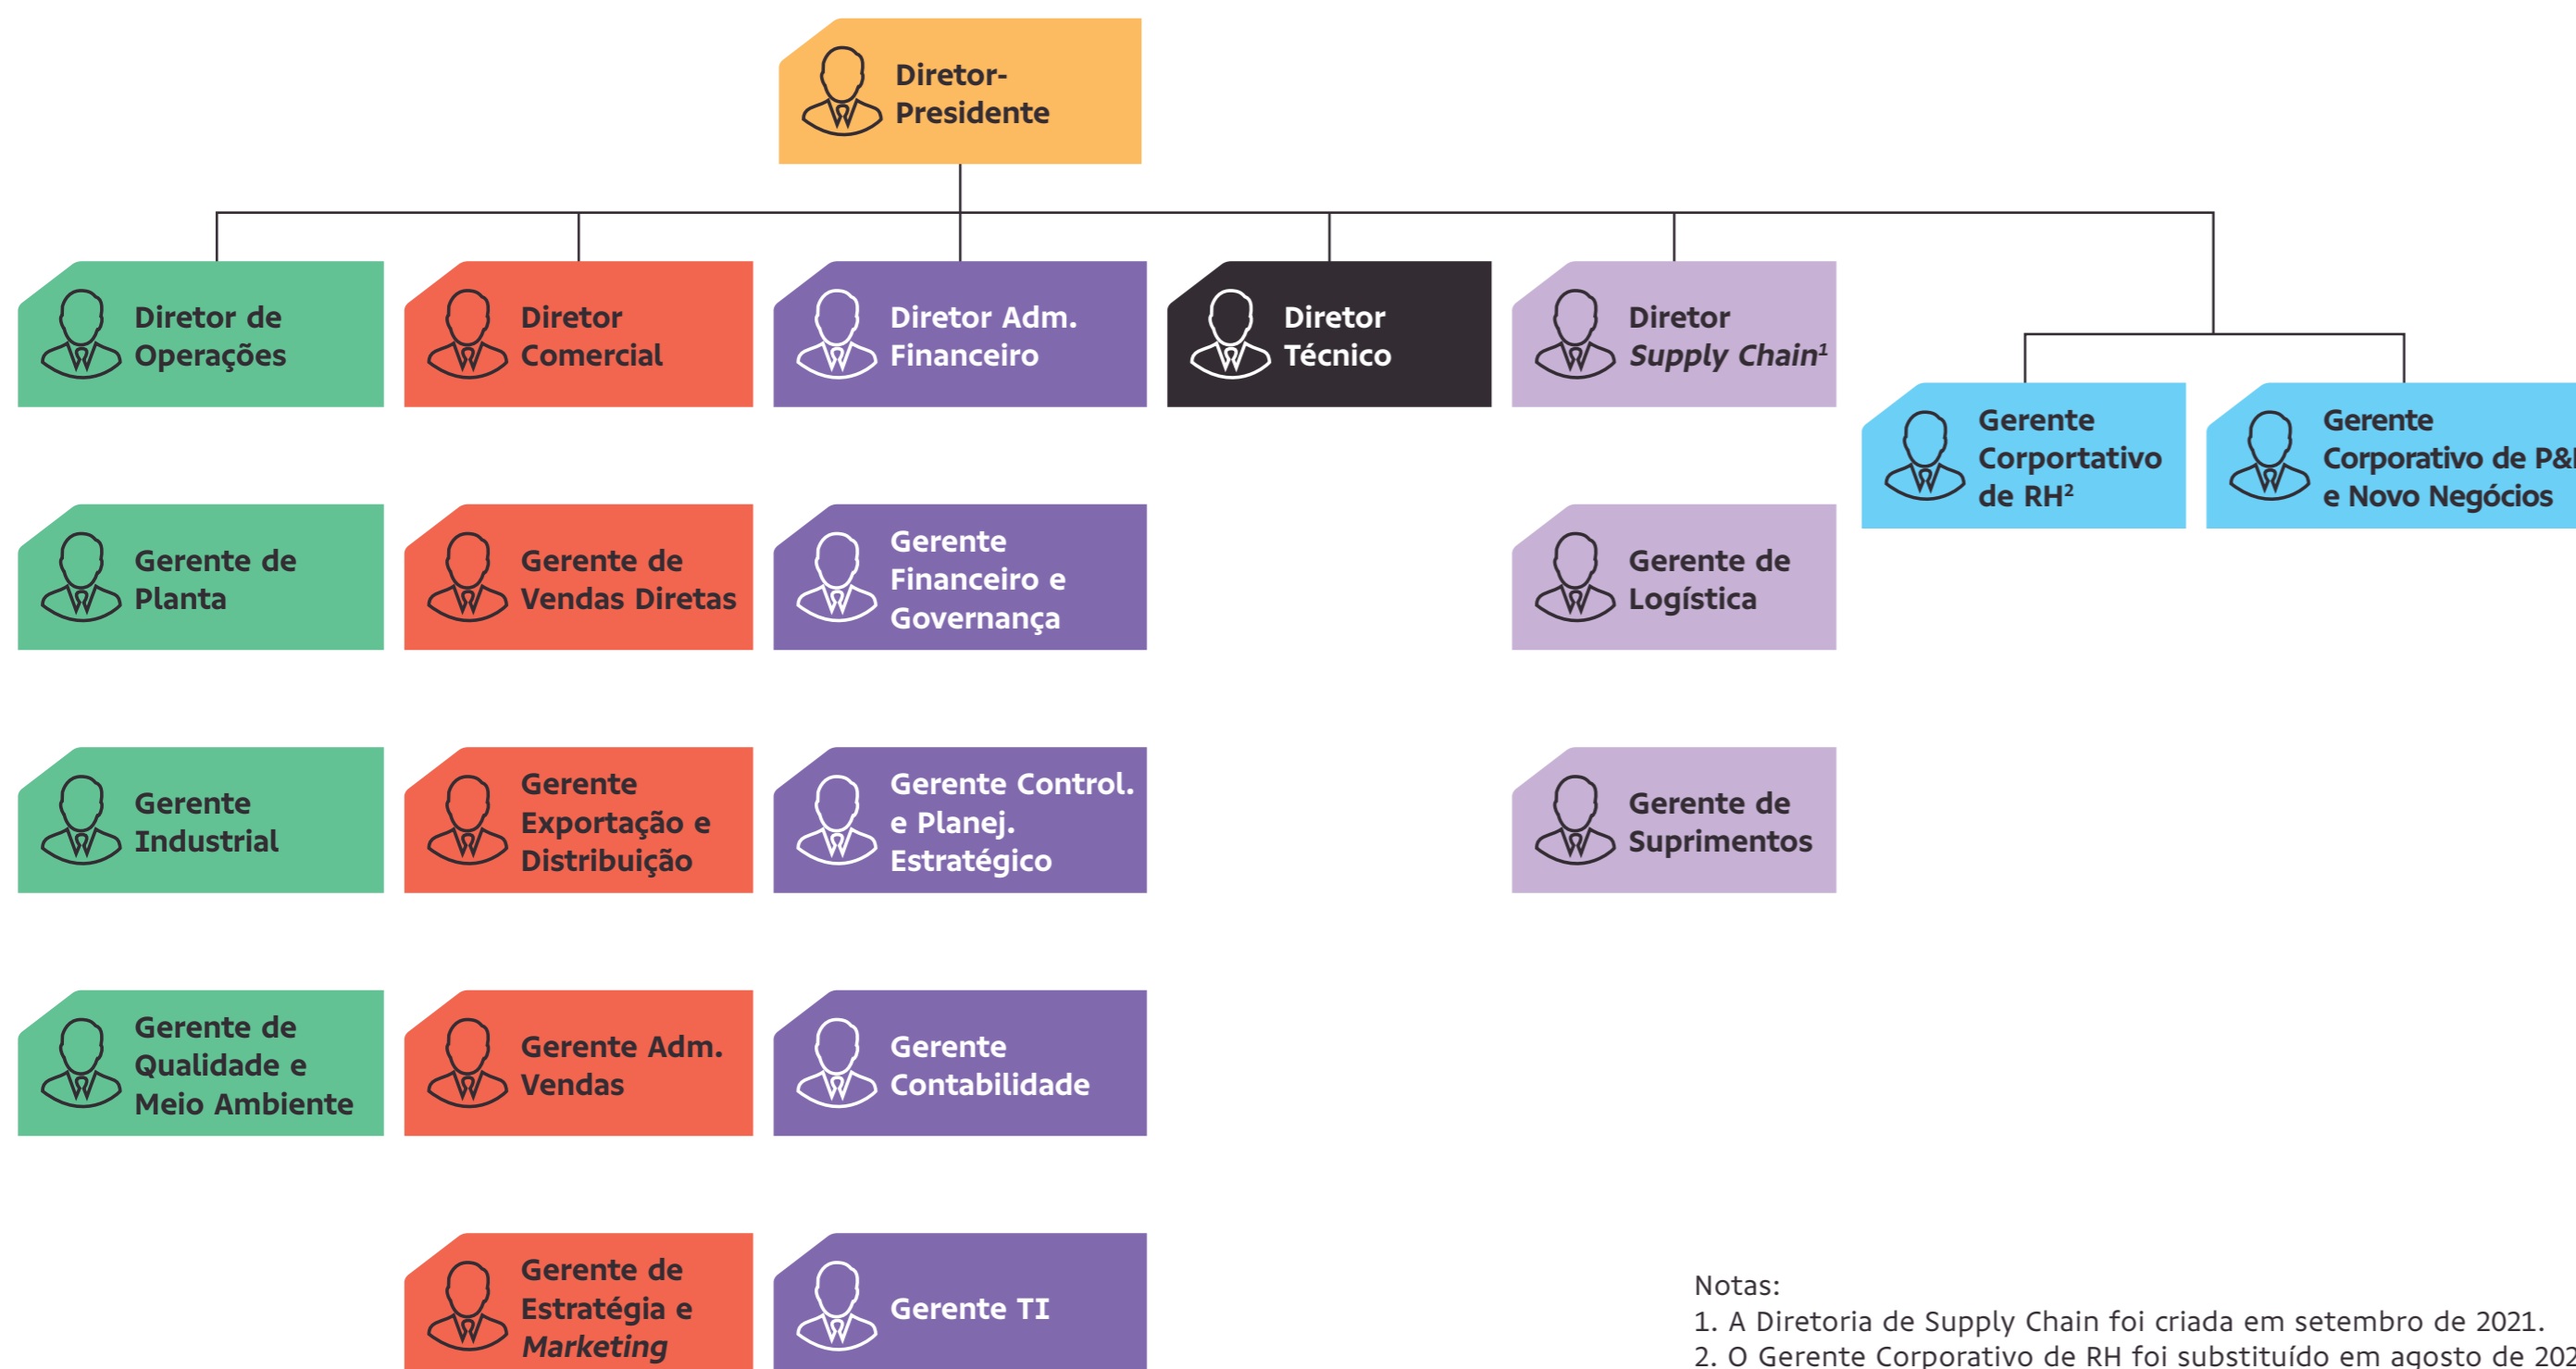 Diretor-
Presidente
Diretor de
Operações
Diretor
Comercial
Diretor Adm.
Financeiro
Diretor
Técnico
Diretor
Supply Chain¹
Gerente
Corportativo
de RH²
Gerente
Corporativo de
e Novo Negócios
Gerente de
Planta
Gerente de
Vendas Diretas
Gerente
Financeiro e
Governança
Gerente de
Logística
Gerente
Industrial
Gerente
Exportação e
Distribuição
Gerente Control.
e Planej.
Estratégico
Gerente de
Suprimentos
Gerente de
Qualidade e
Meio Ambiente
Gerente Adm.
Vendas
Gerente
Contabilidade
Gerente de
Estratégia e
Marketing
Gerente TI
Notas:
1. A Diretoria de Supply Chain foi criada em setembro de 2021.
2. O Gerente Corporativo de RH foi substituído em agosto de